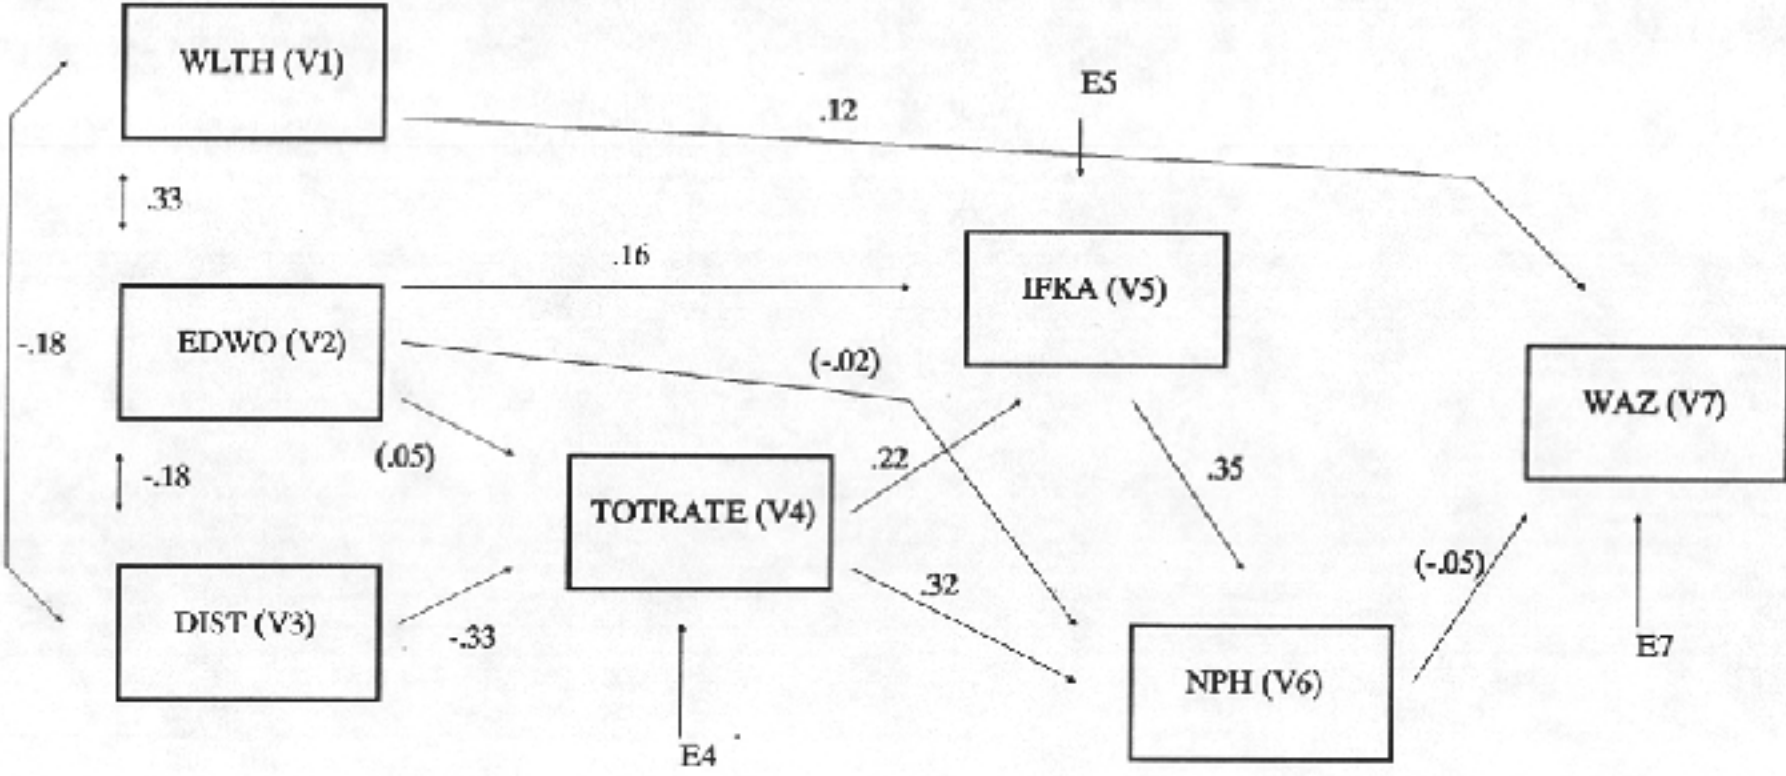 WLTH (V1)
E5
.12
.33
.16
IFKA (V5)
-.18
EDWO (V2)
(-.02)
WAZ (V7)
(.05)
.22
.35
-.18
TOTRATE (V4)
(-.05)
.32
DIST (V3)
-.33
E7
NPH (V6)
E4